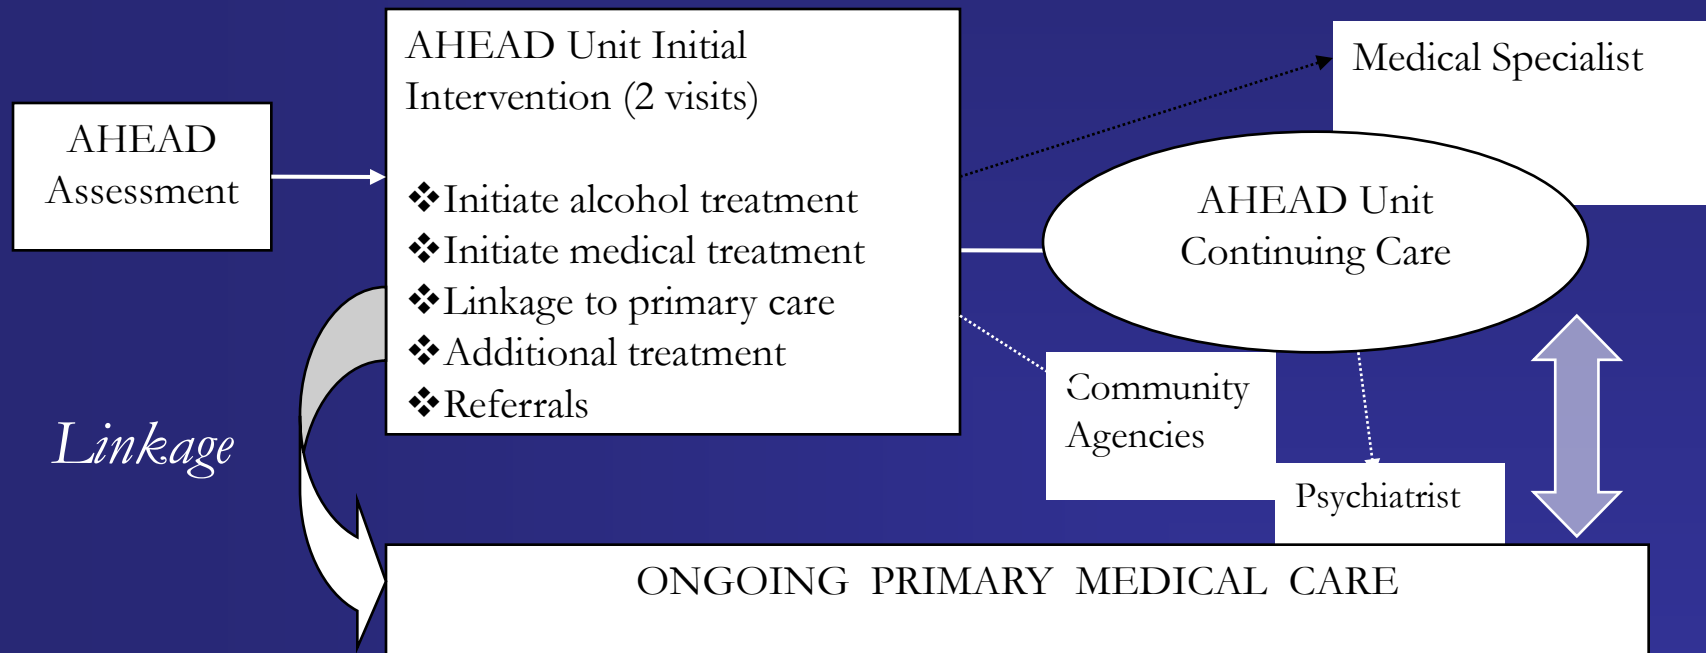 AHEAD
Assessment
AHEAD Unit Initial
Intervention (2 visits)
❖Initiate alcohol treatment
❖Initiate medical treatment
❖Linkage to primary care
❖Additional treatment
❖Referrals
Medical Specialist
AHEAD Unit
Continuing Care
Community
Agencies
Psychiatrist
Linkage
ONGOING PRIMARY MEDICAL CARE